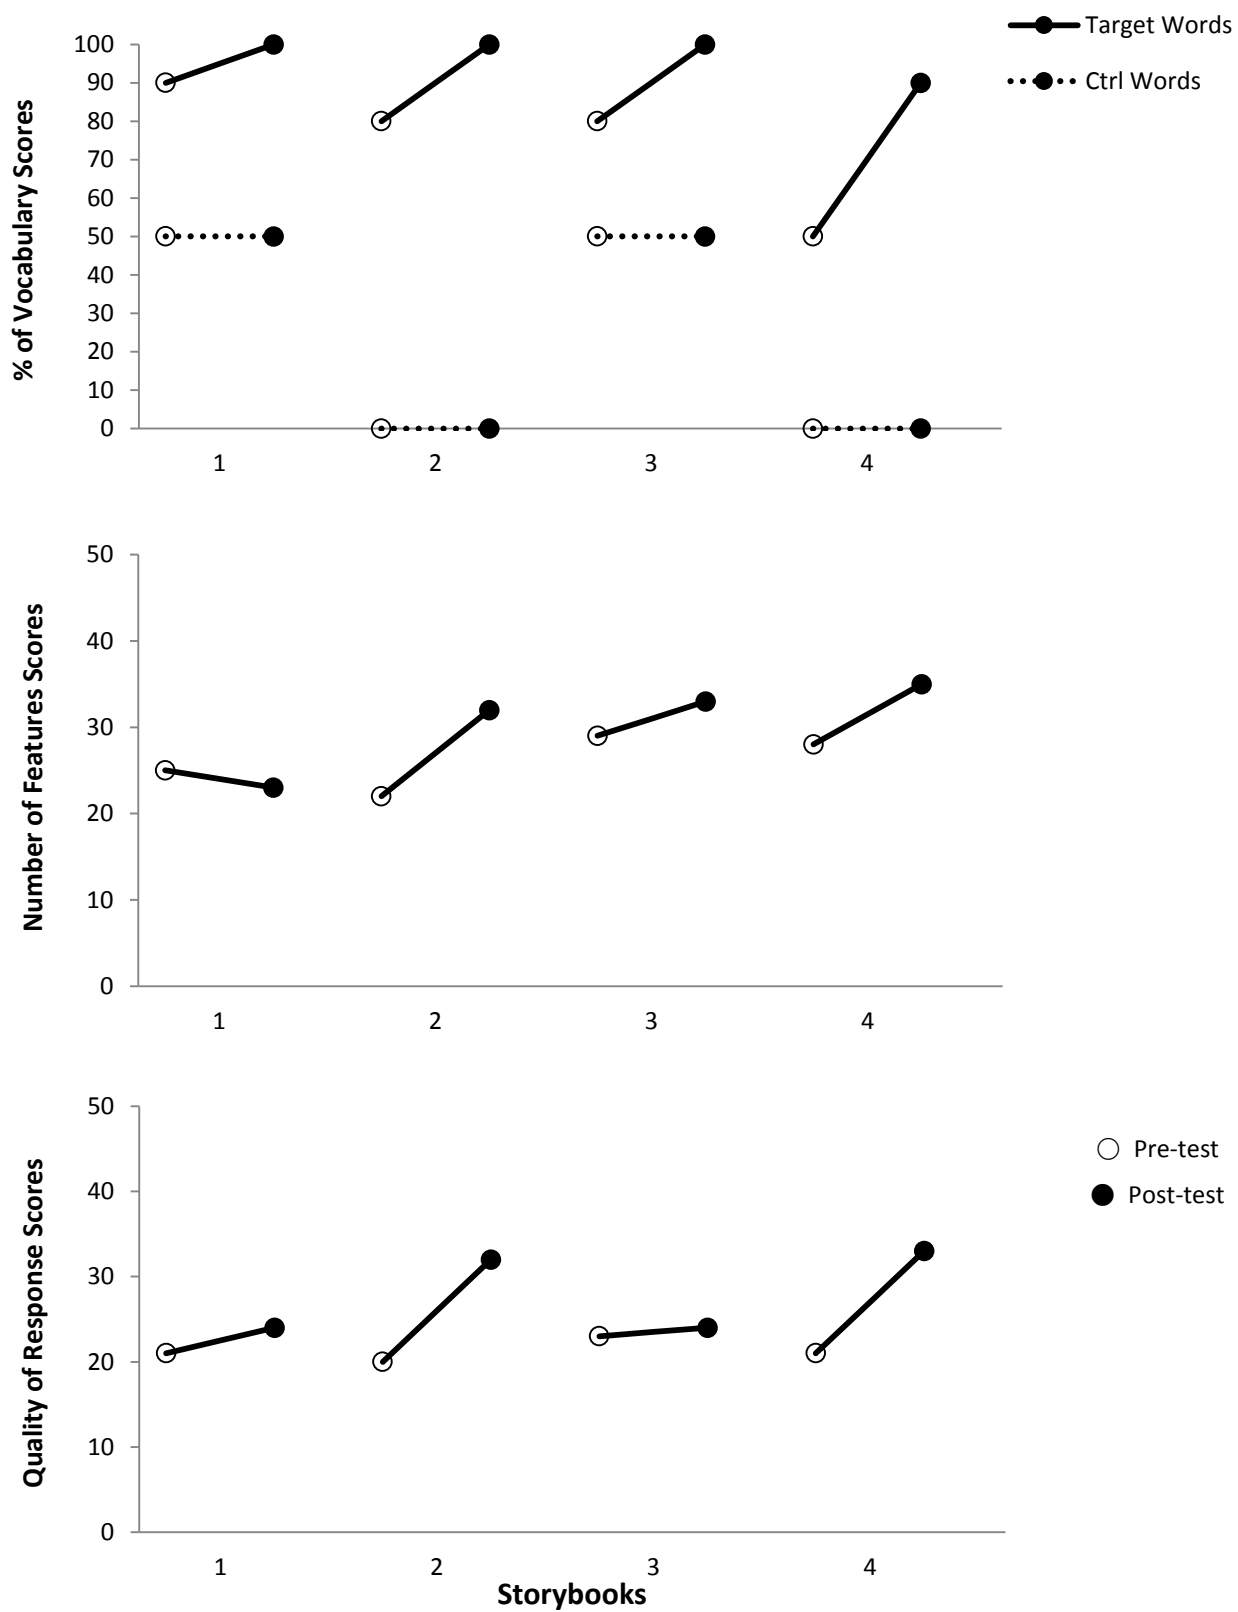 Target Words
Ctrl Words
% of Vocabulary Scores
100
90
80
70
60
50
40
30
20
10
0
1 2 3 4
Number of Features Scores
50
40
30
20
10
0
1 2 3 4
Quality of Response Scores
50
40
30
20
10
0
Pre-test
Post-test
1 2 3 4
Storybooks